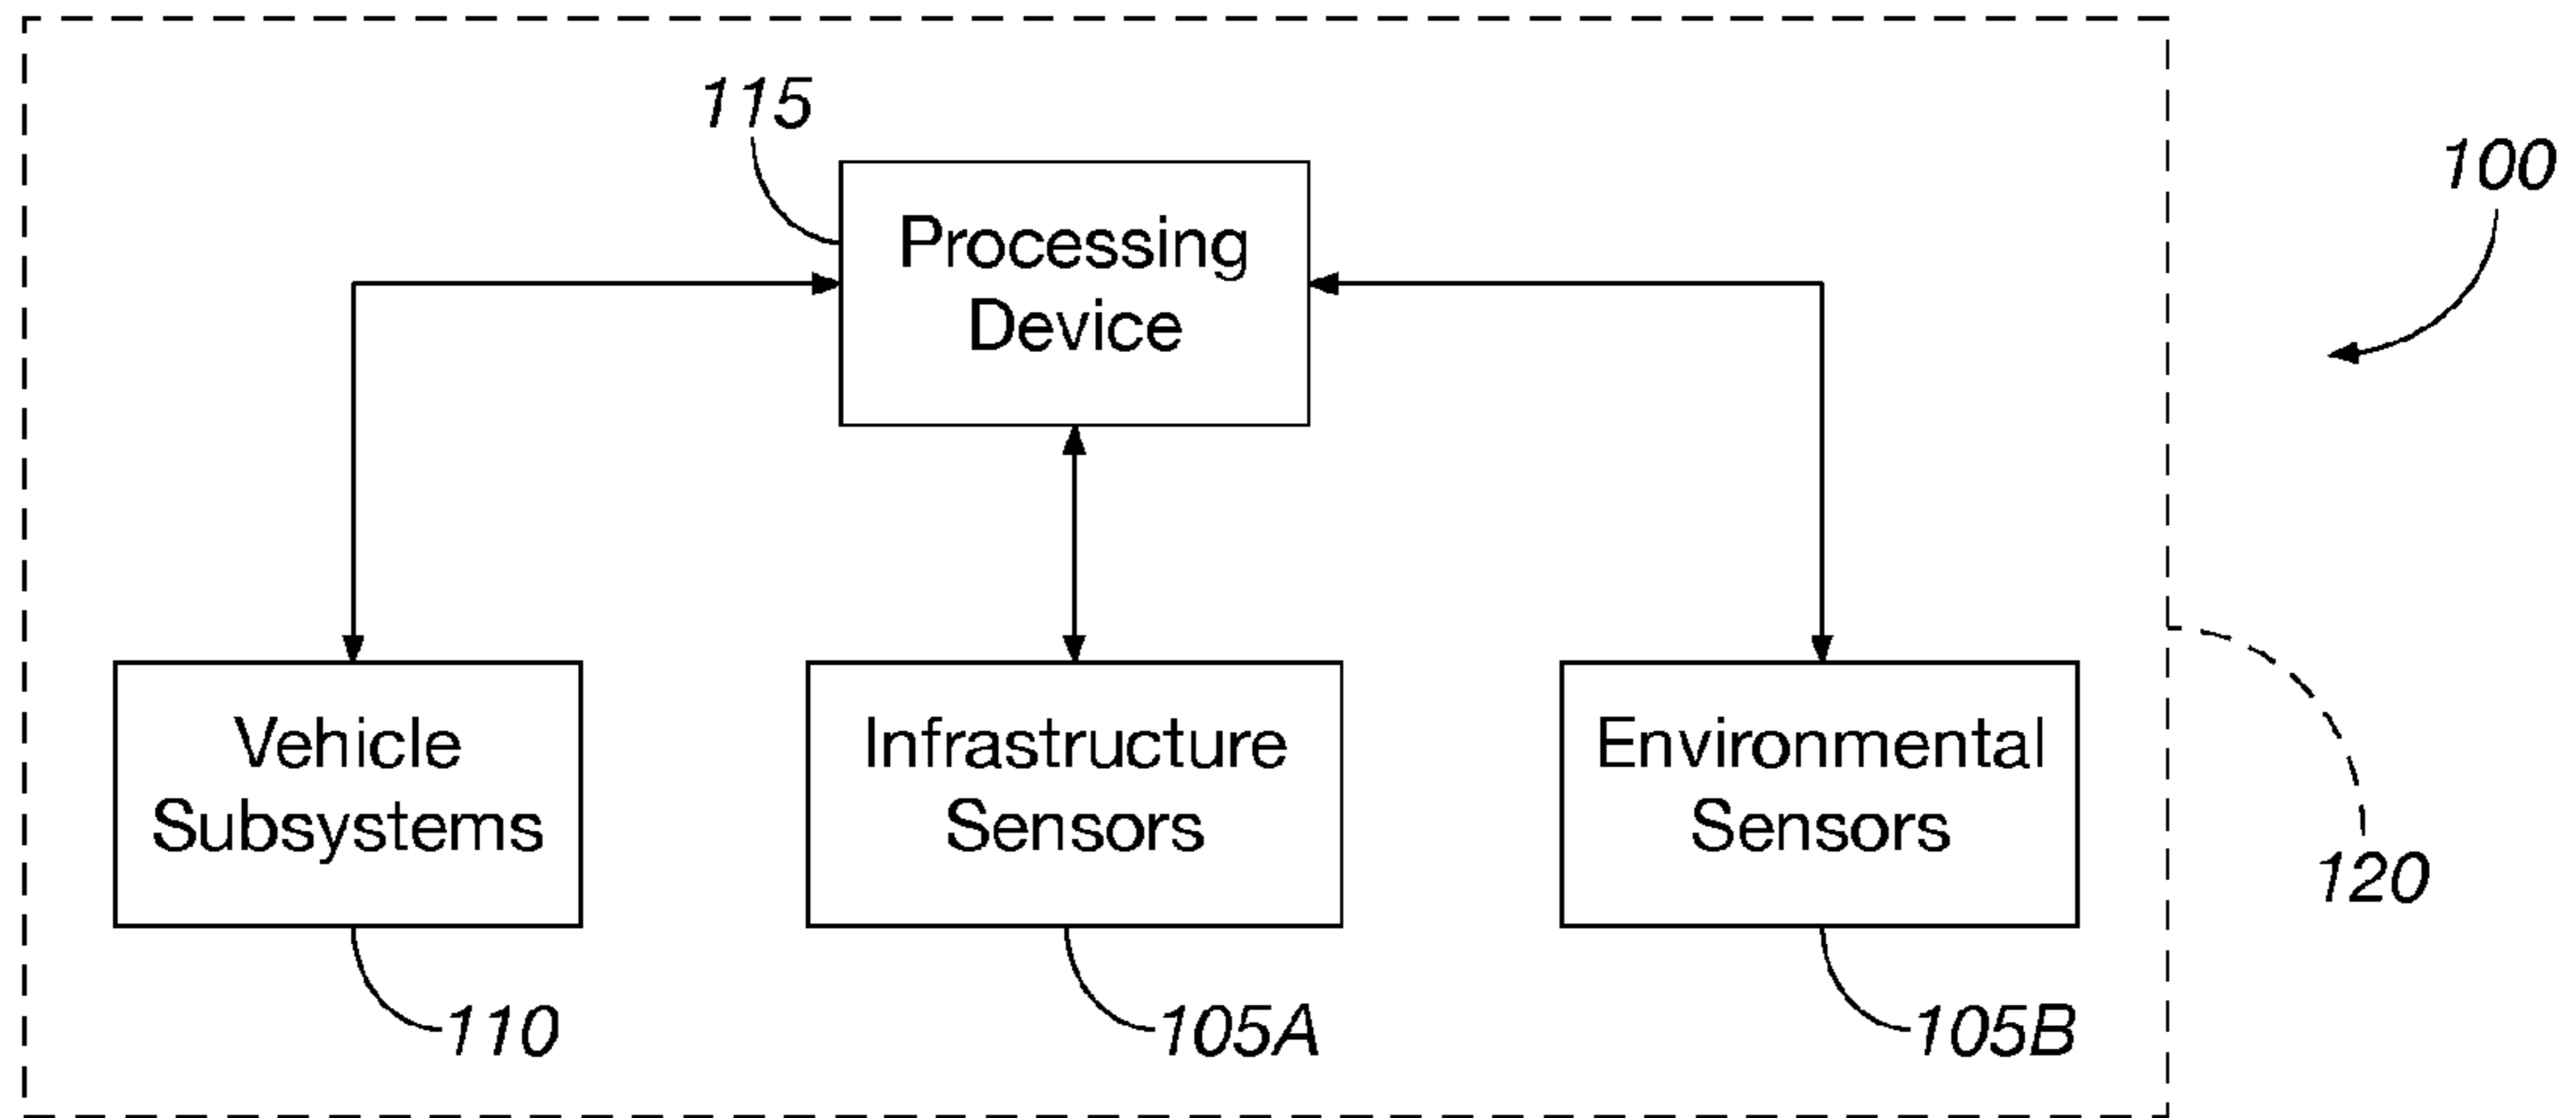 115
100
Processing
Device
Vehicle
Subsystems
Infrastructure
Sensors
Environmental
Sensors
120
110
105A
105B